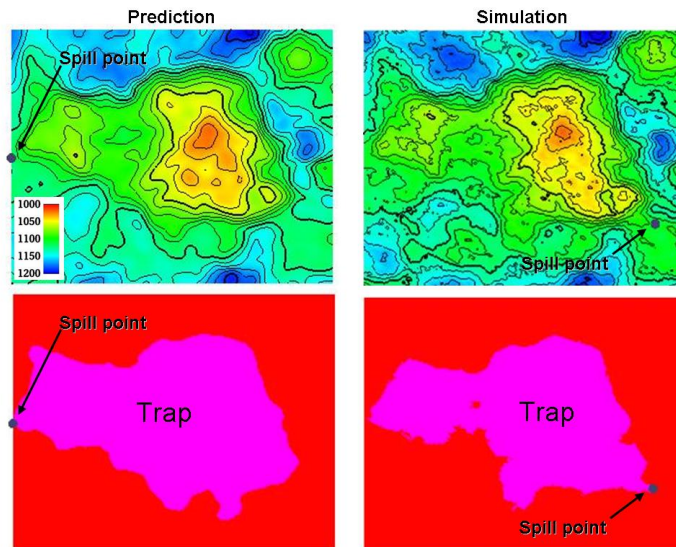 Prediction
Simulation
Spill point
1000
1050
1100
1150
1200
Spill point
Spill point
Trap
Trap
Spill point